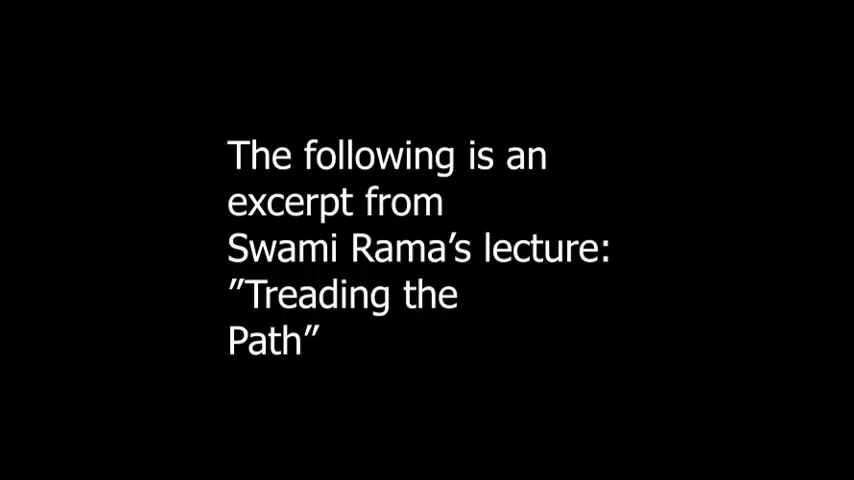 The following is an
excerpt from
Swami Rama’s lecture:
”Treading the
Path”